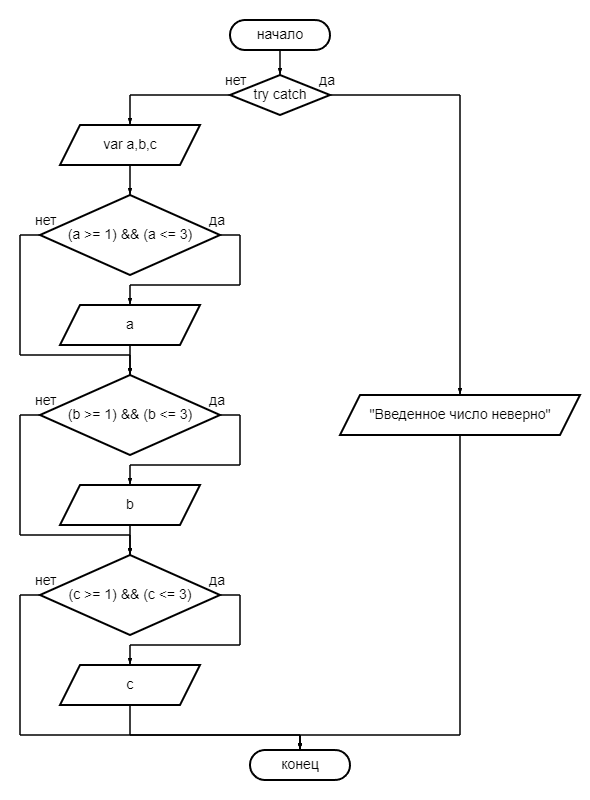 начало
нет
да
try catch
var a,b,c
нет
да
(a >= 1) && (a <= 3)
a
нет
да
(b >= 1) && (b <= 3)
"Введенное число неверно"
b
нет
да
(c >= 1) && (c <= 3)
c
конец